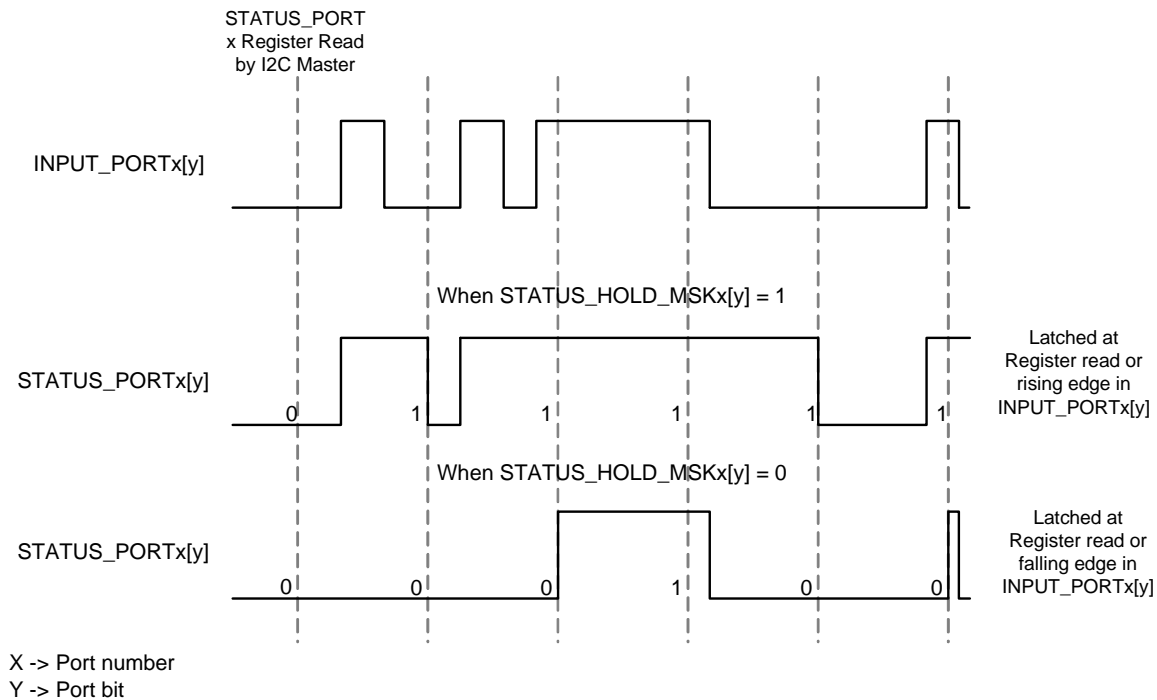 STATUS_PORT
x Register Read
by I2C Master
INPUT_PORTx[y]
When STATUS_HOLD_MSKx[y] = 1
STATUS_PORTx[y]
0 1 1 1 1 1
Latched at
Register read or
rising edge in
INPUT_PORTx[y]
When STATUS_HOLD_MSKx[y] = 0
STATUS_PORTx[y]
0 0 0 1 0 0
Latched at
Register read or
falling edge in
INPUT_PORTx[y]
X -> Port number
Y -> Port bit